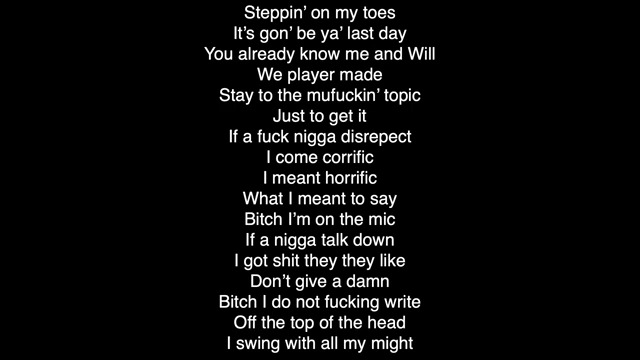 Steppin’ on my toes
It’s gon’ be ya’ last day
You already know me and Will
We player made
Stay to the mufuckin’ topic
Just to get it
If a fuck nigga disrepect
I come corrific
I meant horrific
What I meant to say
Bitch I’m on the mic
If a nigga talk down
I got shit they they like
Don’t give a damn
Bitch I do not fucking write
Off the top of the head
I swing with all my might